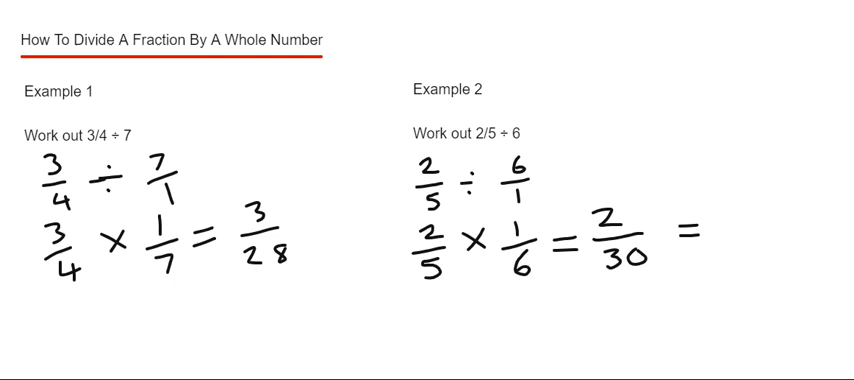 How To Divide A Fraction By A Whole Number
Example 1
Work out 3/4 ÷ 7
3/4 ÷ 7/1
3/4 × 1/7 = 3/28
Example 2
Work out 2/5 ÷ 6
2/5 ÷ 6/1
2/5 × 1/6 = 2/30 =